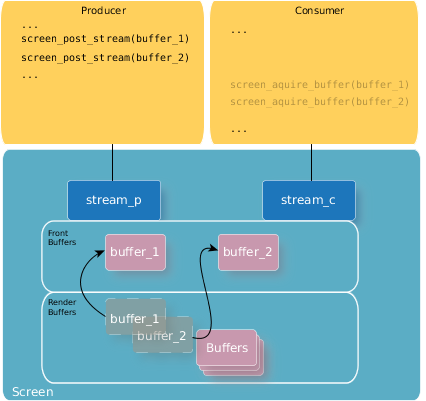 Producer
...
screen_post_stream(buffer_1)
screen_post_stream(buffer_2)
...
Consumer
...
screen_aquire_buffer(buffer_1)
screen_aquire_buffer(buffer_2)
...
stream_p
stream_c
Front
Buffers
buffer_1
buffer_2
Render
Buffers
buffer_1
buffer_2
Buffers
Screen